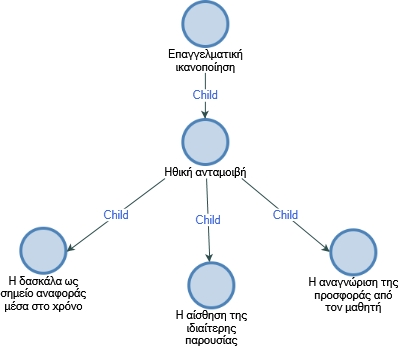 Επαγγελματική
ικανοποίηση
Child
Ηθική ανταμοιβή
Child
Child
Child
Η δασκάλα ως
σημείο αναφοράς
μέσα στο χρόνο
Η αίσθηση της
ιδιαίτερης
παρουσίας
Η αναγνώριση της
προσφοράς από
τον μαθητή